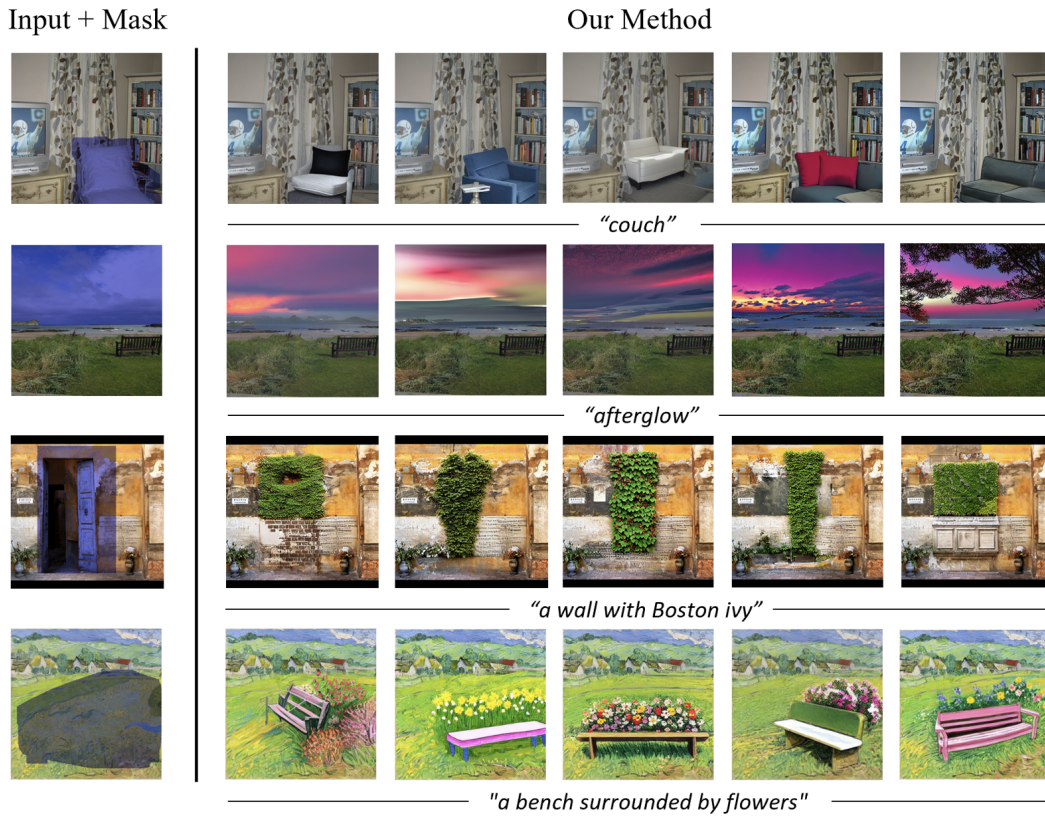 Input + Mask
Our Method
“couch”
“afterglow”
“a wall with Boston ivy”
"a bench surrounded by flowers"